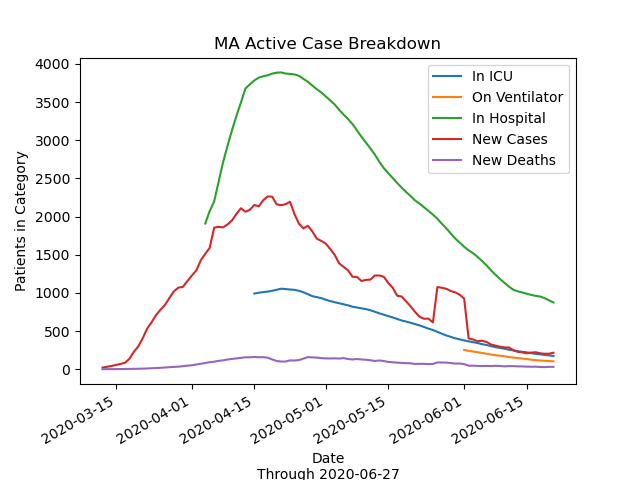 MA Active Case Breakdown
Patients in Category
4000
3500
3000
2500
2000
1500
1000
500
0
In ICU
On Ventilator
In Hospital
New Cases
New Deaths
2020-03-15
2020-04-01
2020-04-15
2020-05-01
2020-05-15
2020-06-01
2020-06-15
Date
Through 2020-06-27